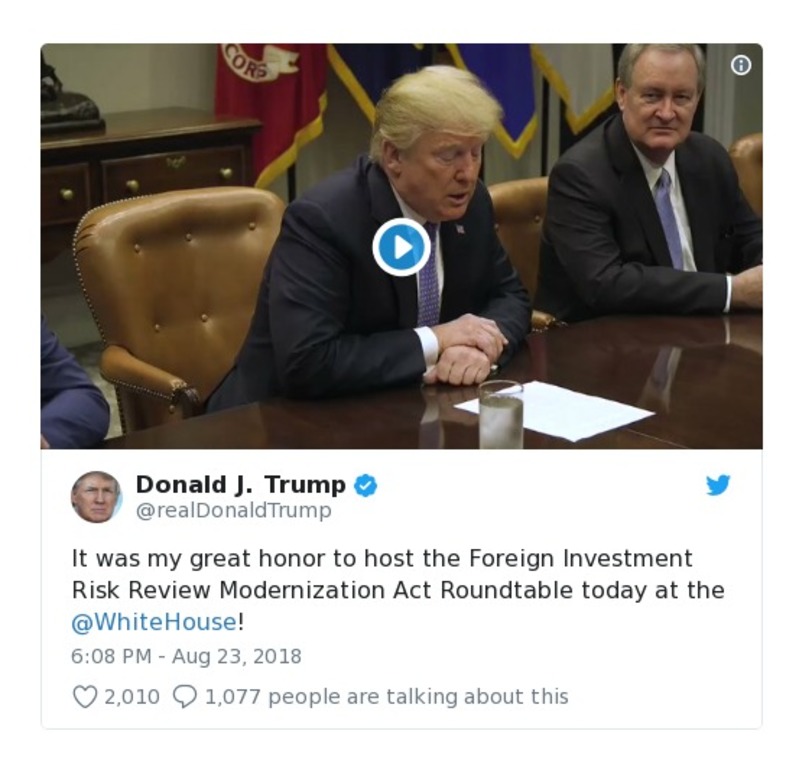 CORPS
Donald J. Trump
@realDonaldTrump
It was my great honor to host the Foreign Investment
Risk Review Modernization Act Roundtable today at the
@WhiteHouse!
6:08 PM - Aug 23, 2018
2,010 1,077 people are talking about this